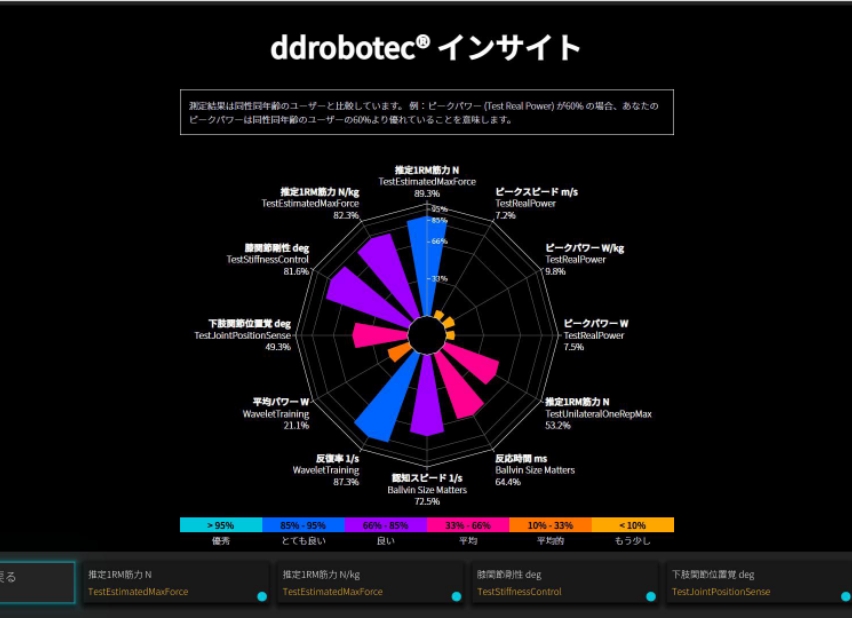 ddrobotec® インサイト
測定結果は同性同年齢のユーザーと比較しています。 例：ピークパワー (Test Real Power) が60% の場合、あなたの
ピークパワーは同性同年齢のユーザーの60%より優れていることを意味します。
推定1RM筋力 N
TestEstimatedMaxForce
89.3%
ピークスピード m/s
TestRealPower
7.2%
ピークパワー W/kg
TestRealPower
9.8%
ピークパワー W
TestRealPower
7.5%
推定1RM筋力 N
TestUnilateralOneRepMax
53.2%
反応時間 ms
Ballvin Size Matters
64.4%
認知スピード 1/s
Ballvin Size Matters
72.5%
反復率 1/s
WaveletTraining
87.3%
平均パワー W
WaveletTraining
21.1%
下肢関節位置覚 deg
TestJointPositionSense
49.3%
膝関節剛性 deg
TestStiffnessControl
81.6%
推定1RM筋力 N/kg
TestEstimatedMaxForce
82.3%
95%
85%
66%
33%
> 95%
85% - 95%
66% - 85%
33% - 66%
10% - 33%
< 10%
優秀
とても良い
良い
平均
平均的
もう少し
戻る
推定1RM筋力 N
TestEstimatedMaxForce
推定1RM筋力 N/kg
TestEstimatedMaxForce
膝関節剛性 deg
TestStiffnessControl
下肢関節位置覚 deg
TestJointPositionSense